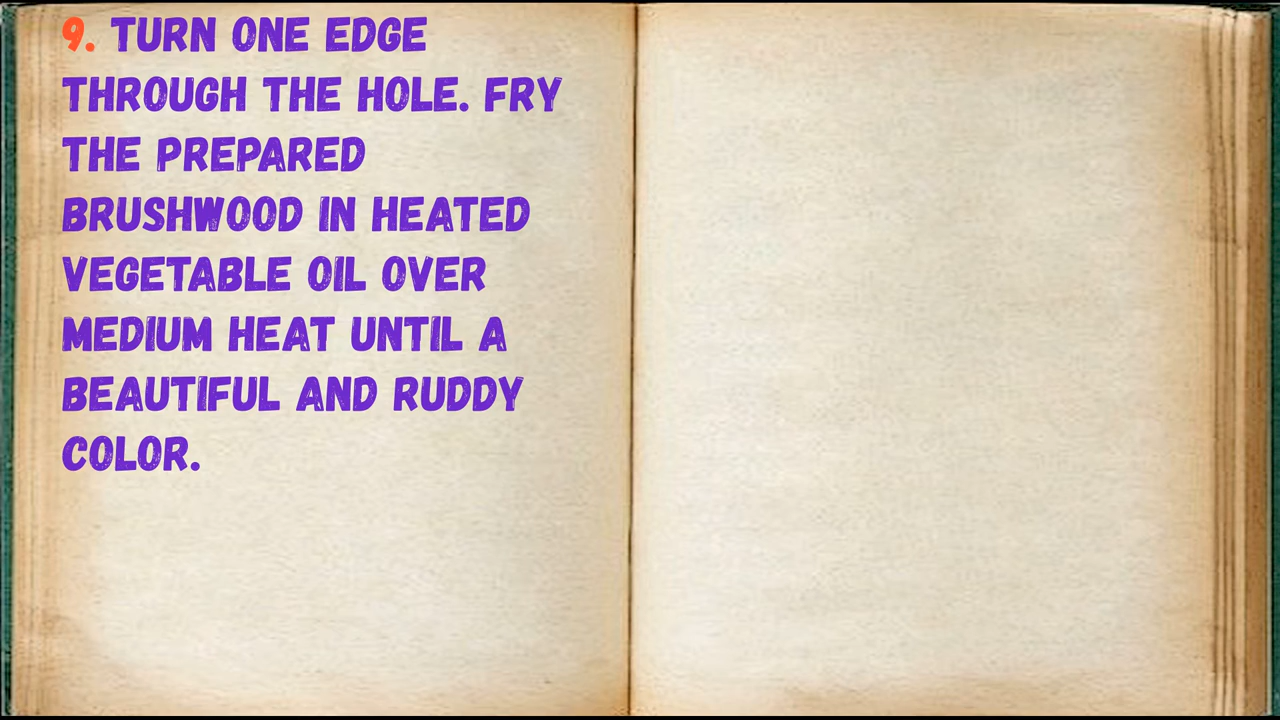 9. TURN ONE EDGE
THROUGH THE HOLE. FRY
THE PREPARED
BRUSHWOOD IN HEATED
VEGETABLE OIL OVER
MEDIUM HEAT UNTIL A
BEAUTIFUL AND RUDDY
COLOR.